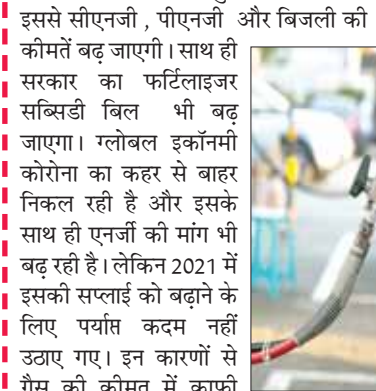 इससे सीएनजी , पीएनजी और बिजली की
कीमतें बढ़ जाएगी। साथ ही
सरकार का फर्टिलाइजर
सब्सिडी बिल भी बढ़
जाएगा। ग्लोबल इकॉनमी
कोरोना का कहर से बाहर
निकल रही है और इसके
साथ ही एनर्जी की मांग भी
बढ़ रही है। लेकिन 2021 में
इसकी सप्लाई को बढ़ाने के
लिए पर्याप्त कदम नहीं
उठाए गए। इन कारणों से
गैस की कीमत में काफी